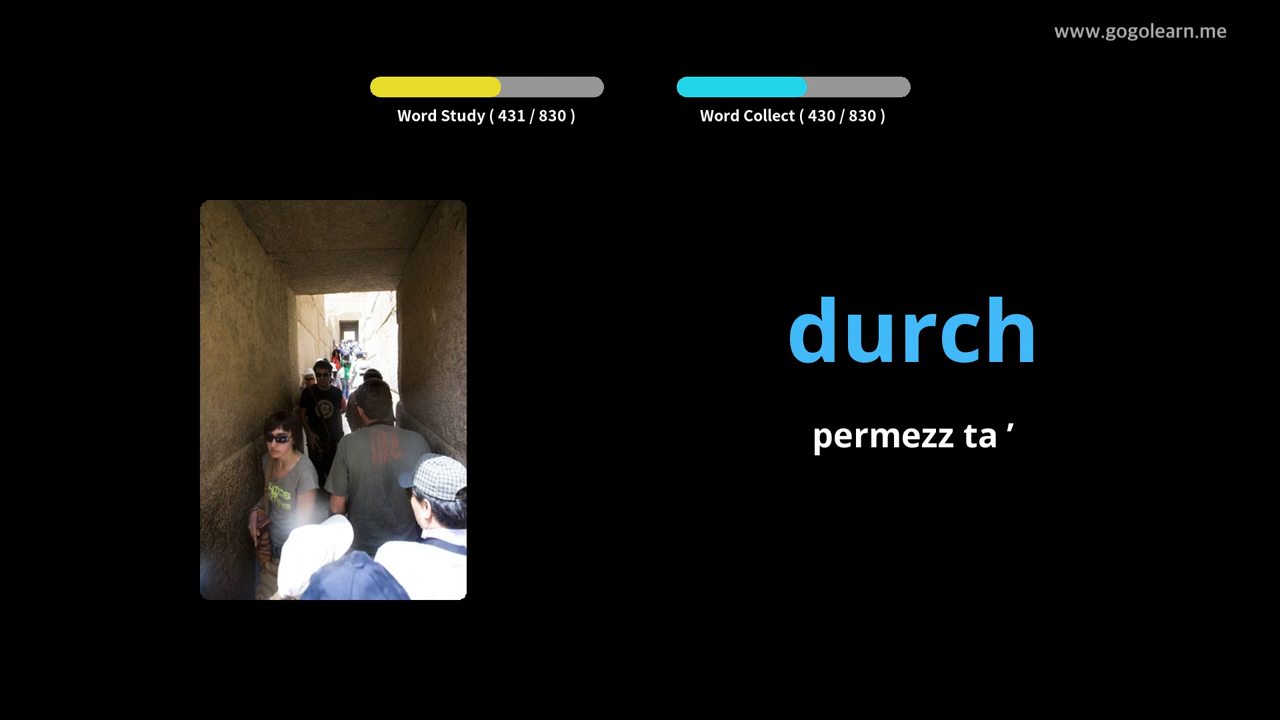 www.gogolearn.me
Word Study ( 431 / 830 )
Word Collect ( 430 / 830 )
durch
permezz ta ’